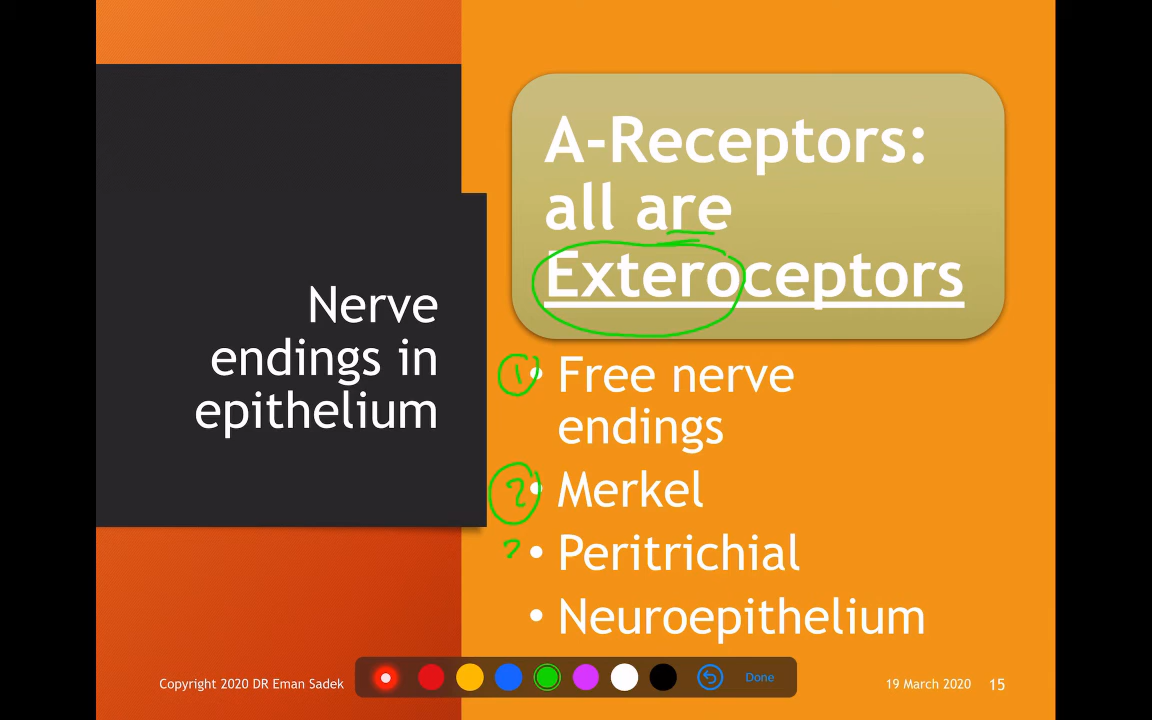 Nerve
endings in
epithelium
A-Receptors:
all are
Exteroceptors
1
• Free nerve
endings
2
• Merkel
• Peritrichial
• Neuroepithelium
Copyright 2020 DR Eman Sadek
Done
19 March 2020
15